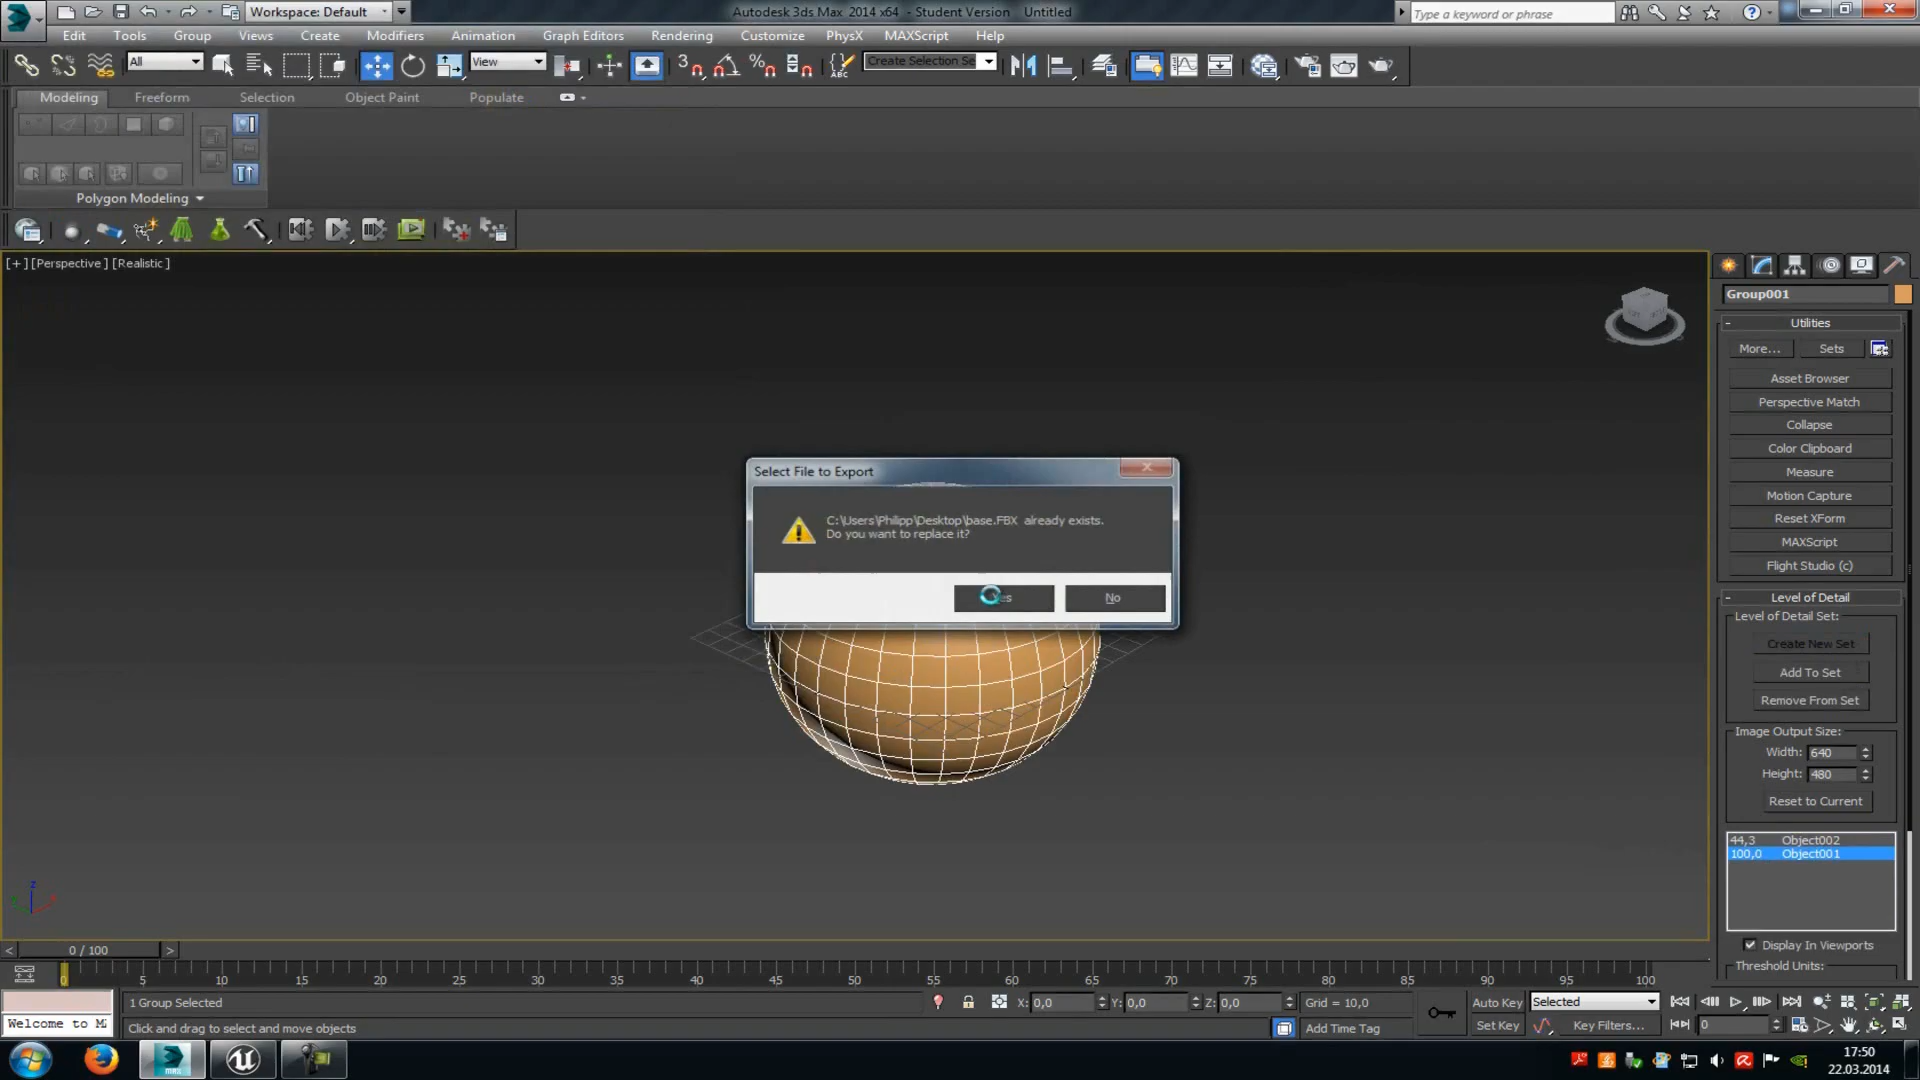 Workspace: Default
Autodesk 3ds Max 2014 x64 - Student Version Untitled
Type a keyword or phrase
Edit Tools Group Views Create Modifiers Animation Graph Editors Rendering Customize PhysX MAXScript Help
All
View
3
ABC
Create Selection Se
Modeling Freeform Selection Object Paint Populate
Polygon Modeling
[+] [Perspective] [Realistic]
Group001
- Utilities
More... Sets
Asset Browser
Perspective Match
Collapse
Color Clipboard
Measure
Motion Capture
Reset XForm
MAXScript
Flight Studio (c)
- Level of Detail
Level of Detail Set:
Create New Set
Add To Set
Remove From Set
Image Output Size:
Width: 640
Height: 480
Reset to Current
44,3 Object002
100,0 Object001
Display In Viewports
Threshold Units:
Select File to Export
C:\Users\Philipp\Desktop\base.FBX already exists.
Do you want to replace it?
Yes No
z
< 0 / 100 >
0 5 10 15 20 25 30 35 40 45 50 55 60 65 70 75 80 85 90 95 100
1 Group Selected
X: 0,0 Y: 0,0 Z: 0,0 Grid = 10,0
Auto Key Selected
Welcome to M
Click and drag to select and move objects
Add Time Tag
Set Key Key Filters... 0
MAX
17:50
22.03.2014